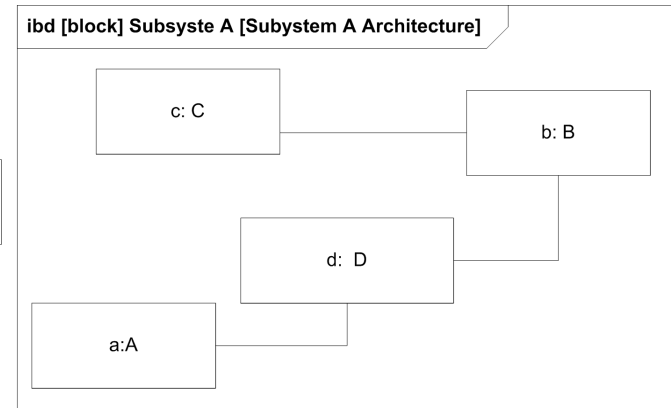 ibd [block] Subsyste A [Subystem A Architecture]
c: C
b: B
d: D
a:A